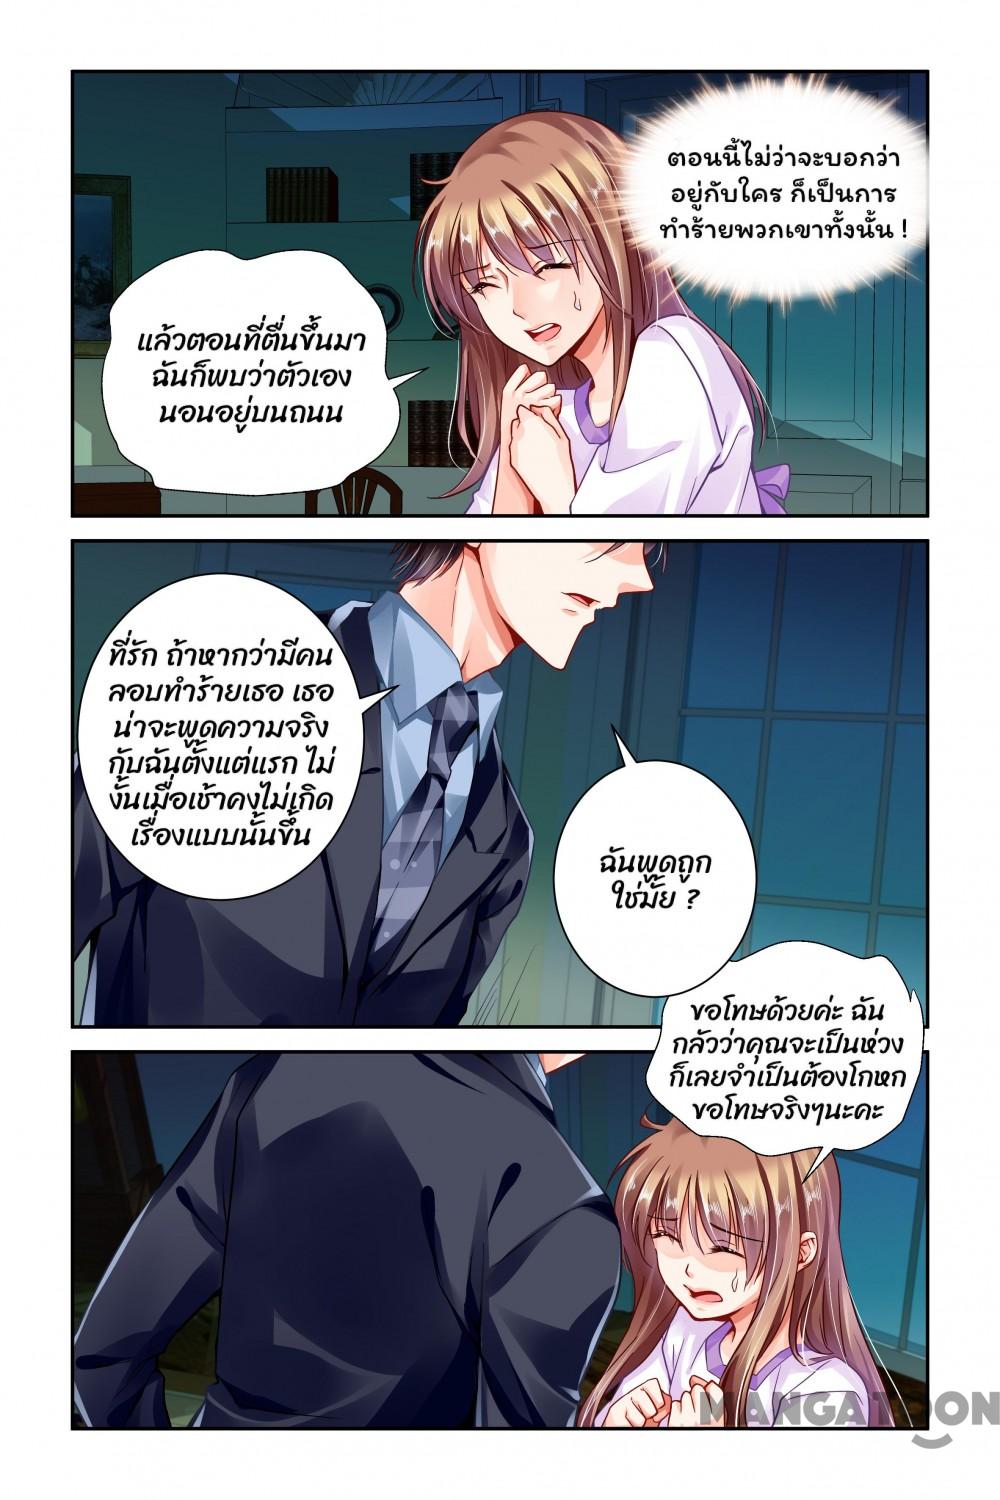 ตอนนี้ไม่ว่าจะบอกว่า
อยู่กับใคร ก็เป็นการ
ทำร้ายพวกเขาทั้งนั้น !
แล้วตอนที่ตื่นขึ้นมา
ฉันก็พบว่าตัวเอง
นอนอยู่บนถนน
ที่รัก ถ้าหากว่ามีคน
ลอบทำร้ายเธอ เธอ
น่าจะพูดความจริง
กับฉันตั้งแต่แรก ไม่
งั้นเมื่อเช้าคงไม่เกิด
เรื่องแบบนั้นขึ้น
ฉันพูดถูก
ใช่มั้ย ?
ขอโทษด้วยค่ะ ฉัน
กลัวว่าคุณจะเป็นห่วง
ก็เลยจำเป็นต้องโกหก
ขอโทษจริงๆนะคะ
MANGATOON